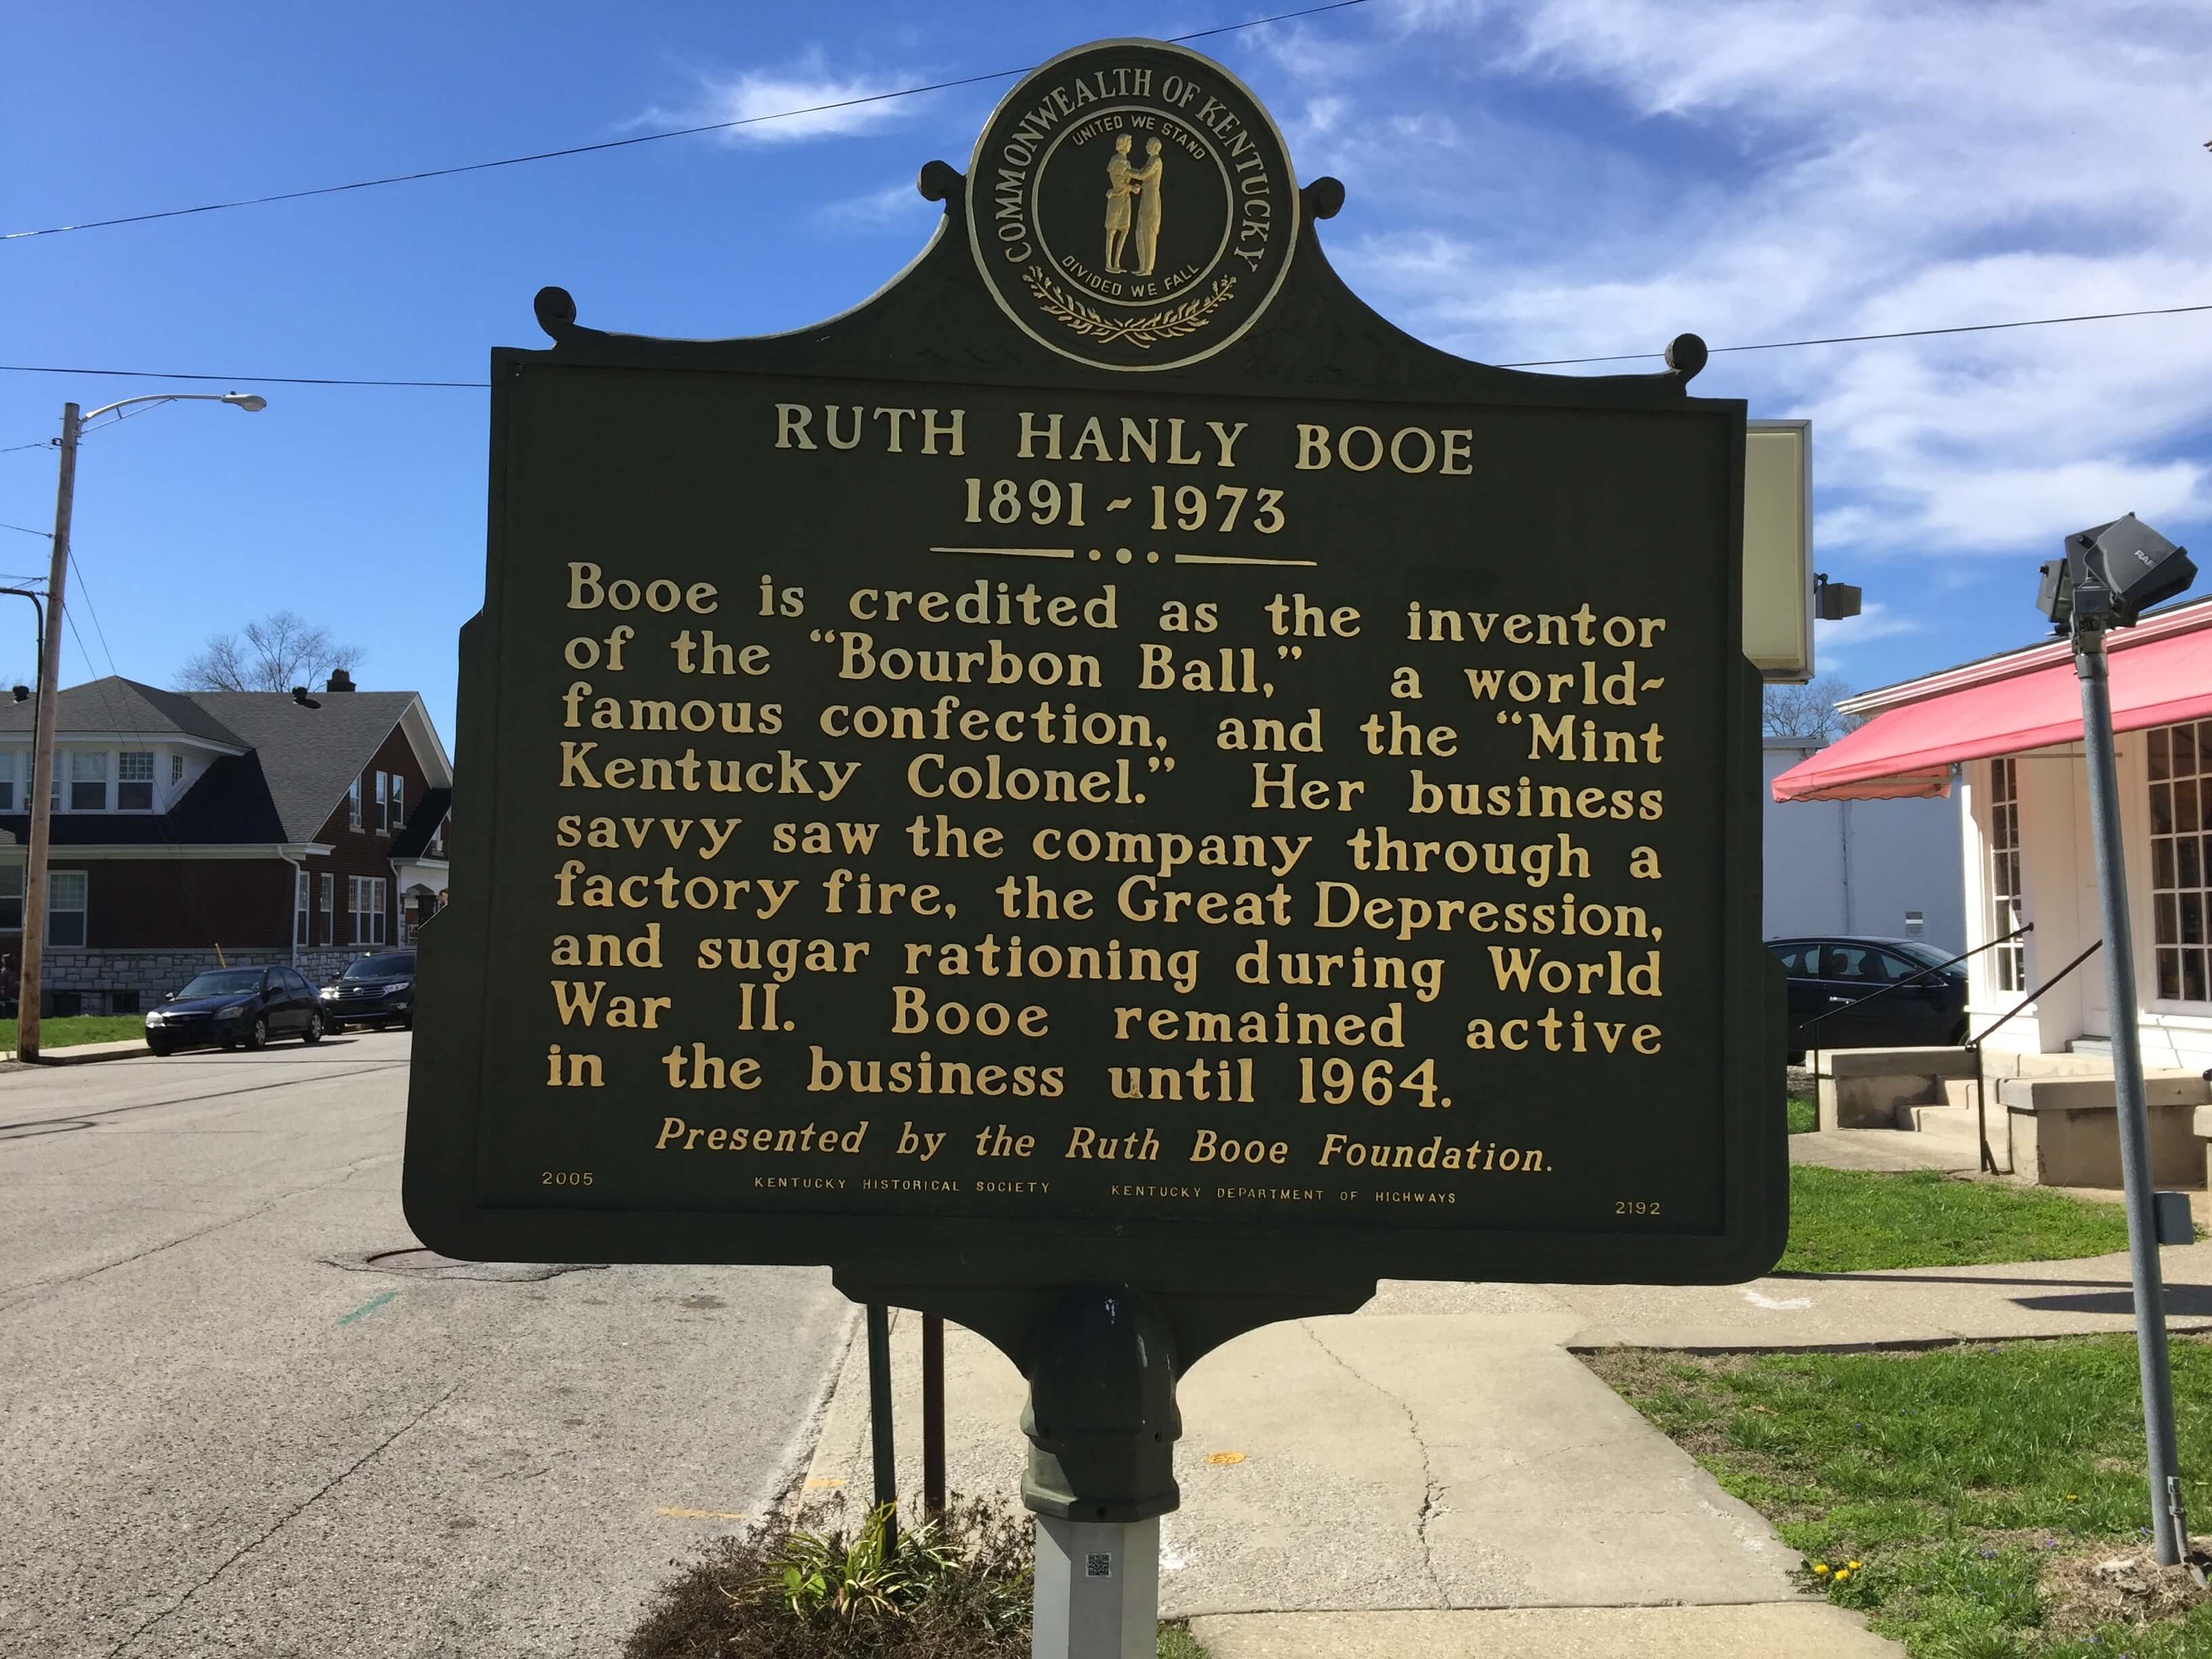 COMMONWEALTH OF KENTUCKY
UNITED WE STAND
DIVIDED WE FALL
RUTH HANLY BOOE
1891 ~ 1973
Booe is credited as the inventor
of the “Bourbon Ball,” a world~
famous confection, and the “Mint
Kentucky Colonel.” Her business
savvy saw the company through a
factory fire, the Great Depression,
and sugar rationing during World
War II. Booe remained active
in the business until 1964.
Presented by the Ruth Booe Foundation.
2005 KENTUCKY HISTORICAL SOCIETY KENTUCKY DEPARTMENT OF HIGHWAYS 2192